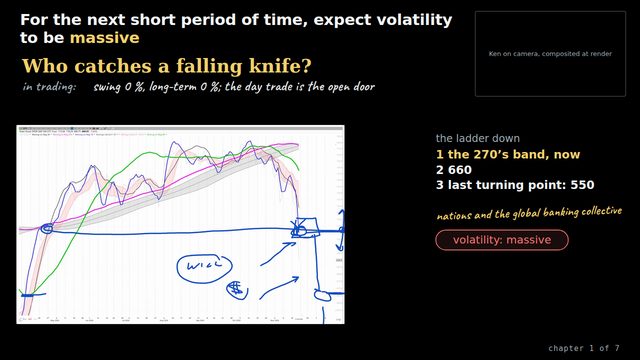 For the next short period of time, expect volatility
to be massive
Ken on camera, composited at render
Who catches a falling knife?
in trading: swing 0 %, long-term 0 %; the day trade is the open door
the ladder down
1 the 270’s band, now
2 660
3 last turning point: 550
nations and the global banking collective
volatility: massive
$
chapter 1 of 7